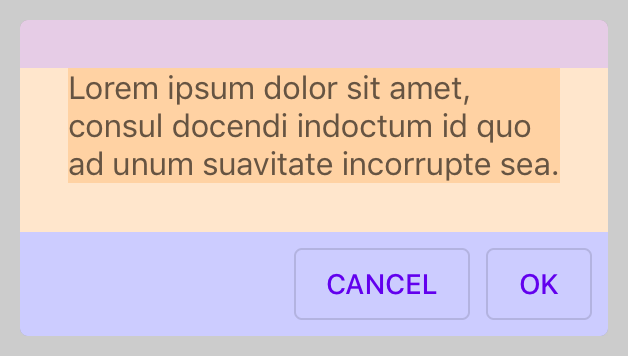 Lorem ipsum dolor sit amet,
consul docendi indoctum id quo
ad unum suavitate incorrupte sea.
CANCEL OK